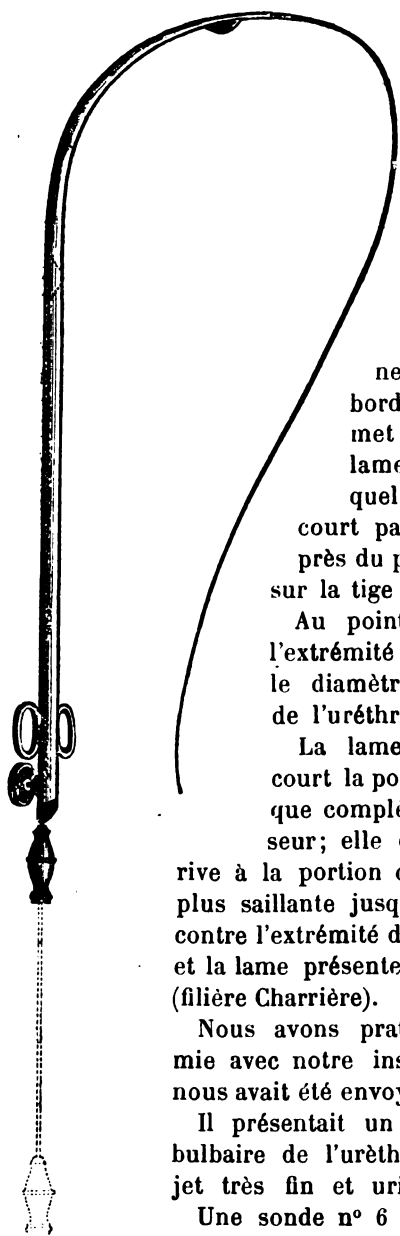 ne
bord
met
lame
quel
court pa
près du p
sur la tige
Au point
l'extrémité
le diamètr
de l'uréthr
La lame
court la po
que complé
seur; elle
rive à la portion
plus saillante jusq
contre l'extrémité d
et la lame présente
(filière Charrière).
Nous avons prat
mie avec notre ins
nous avait été envoy
Il présentait un
bulbaire de l'urèth
jet très fin et uri
Une sonde nº 6